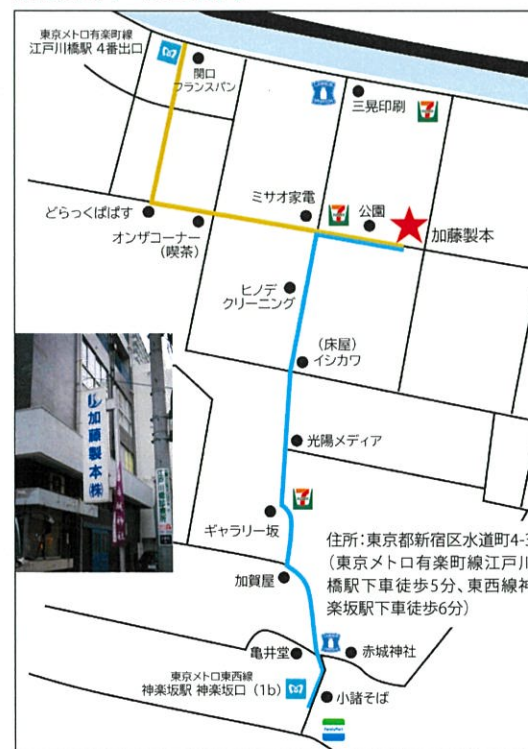 東京メトロ有楽町線
江戸川橋駅 4番出口
関口
フランスパン
三晃印刷
どらっくぱぱす
オンザコーナー
(喫茶)
ミサオ家電
公園
加藤製本
ヒノデ
クリーニング
(床屋)
イシカワ
加藤製本㈱
光陽メディア
ギャラリー坂
住所:東京都新宿区水道町4-
(東京メトロ有楽町線江戸川
橋駅下車徒歩5分、東西線神
楽坂駅下車徒歩6分)
加賀屋
亀井堂
赤城神社
東京メトロ東西線
神楽坂駅 神楽坂口(1b)
小諸そば
FamilyMart